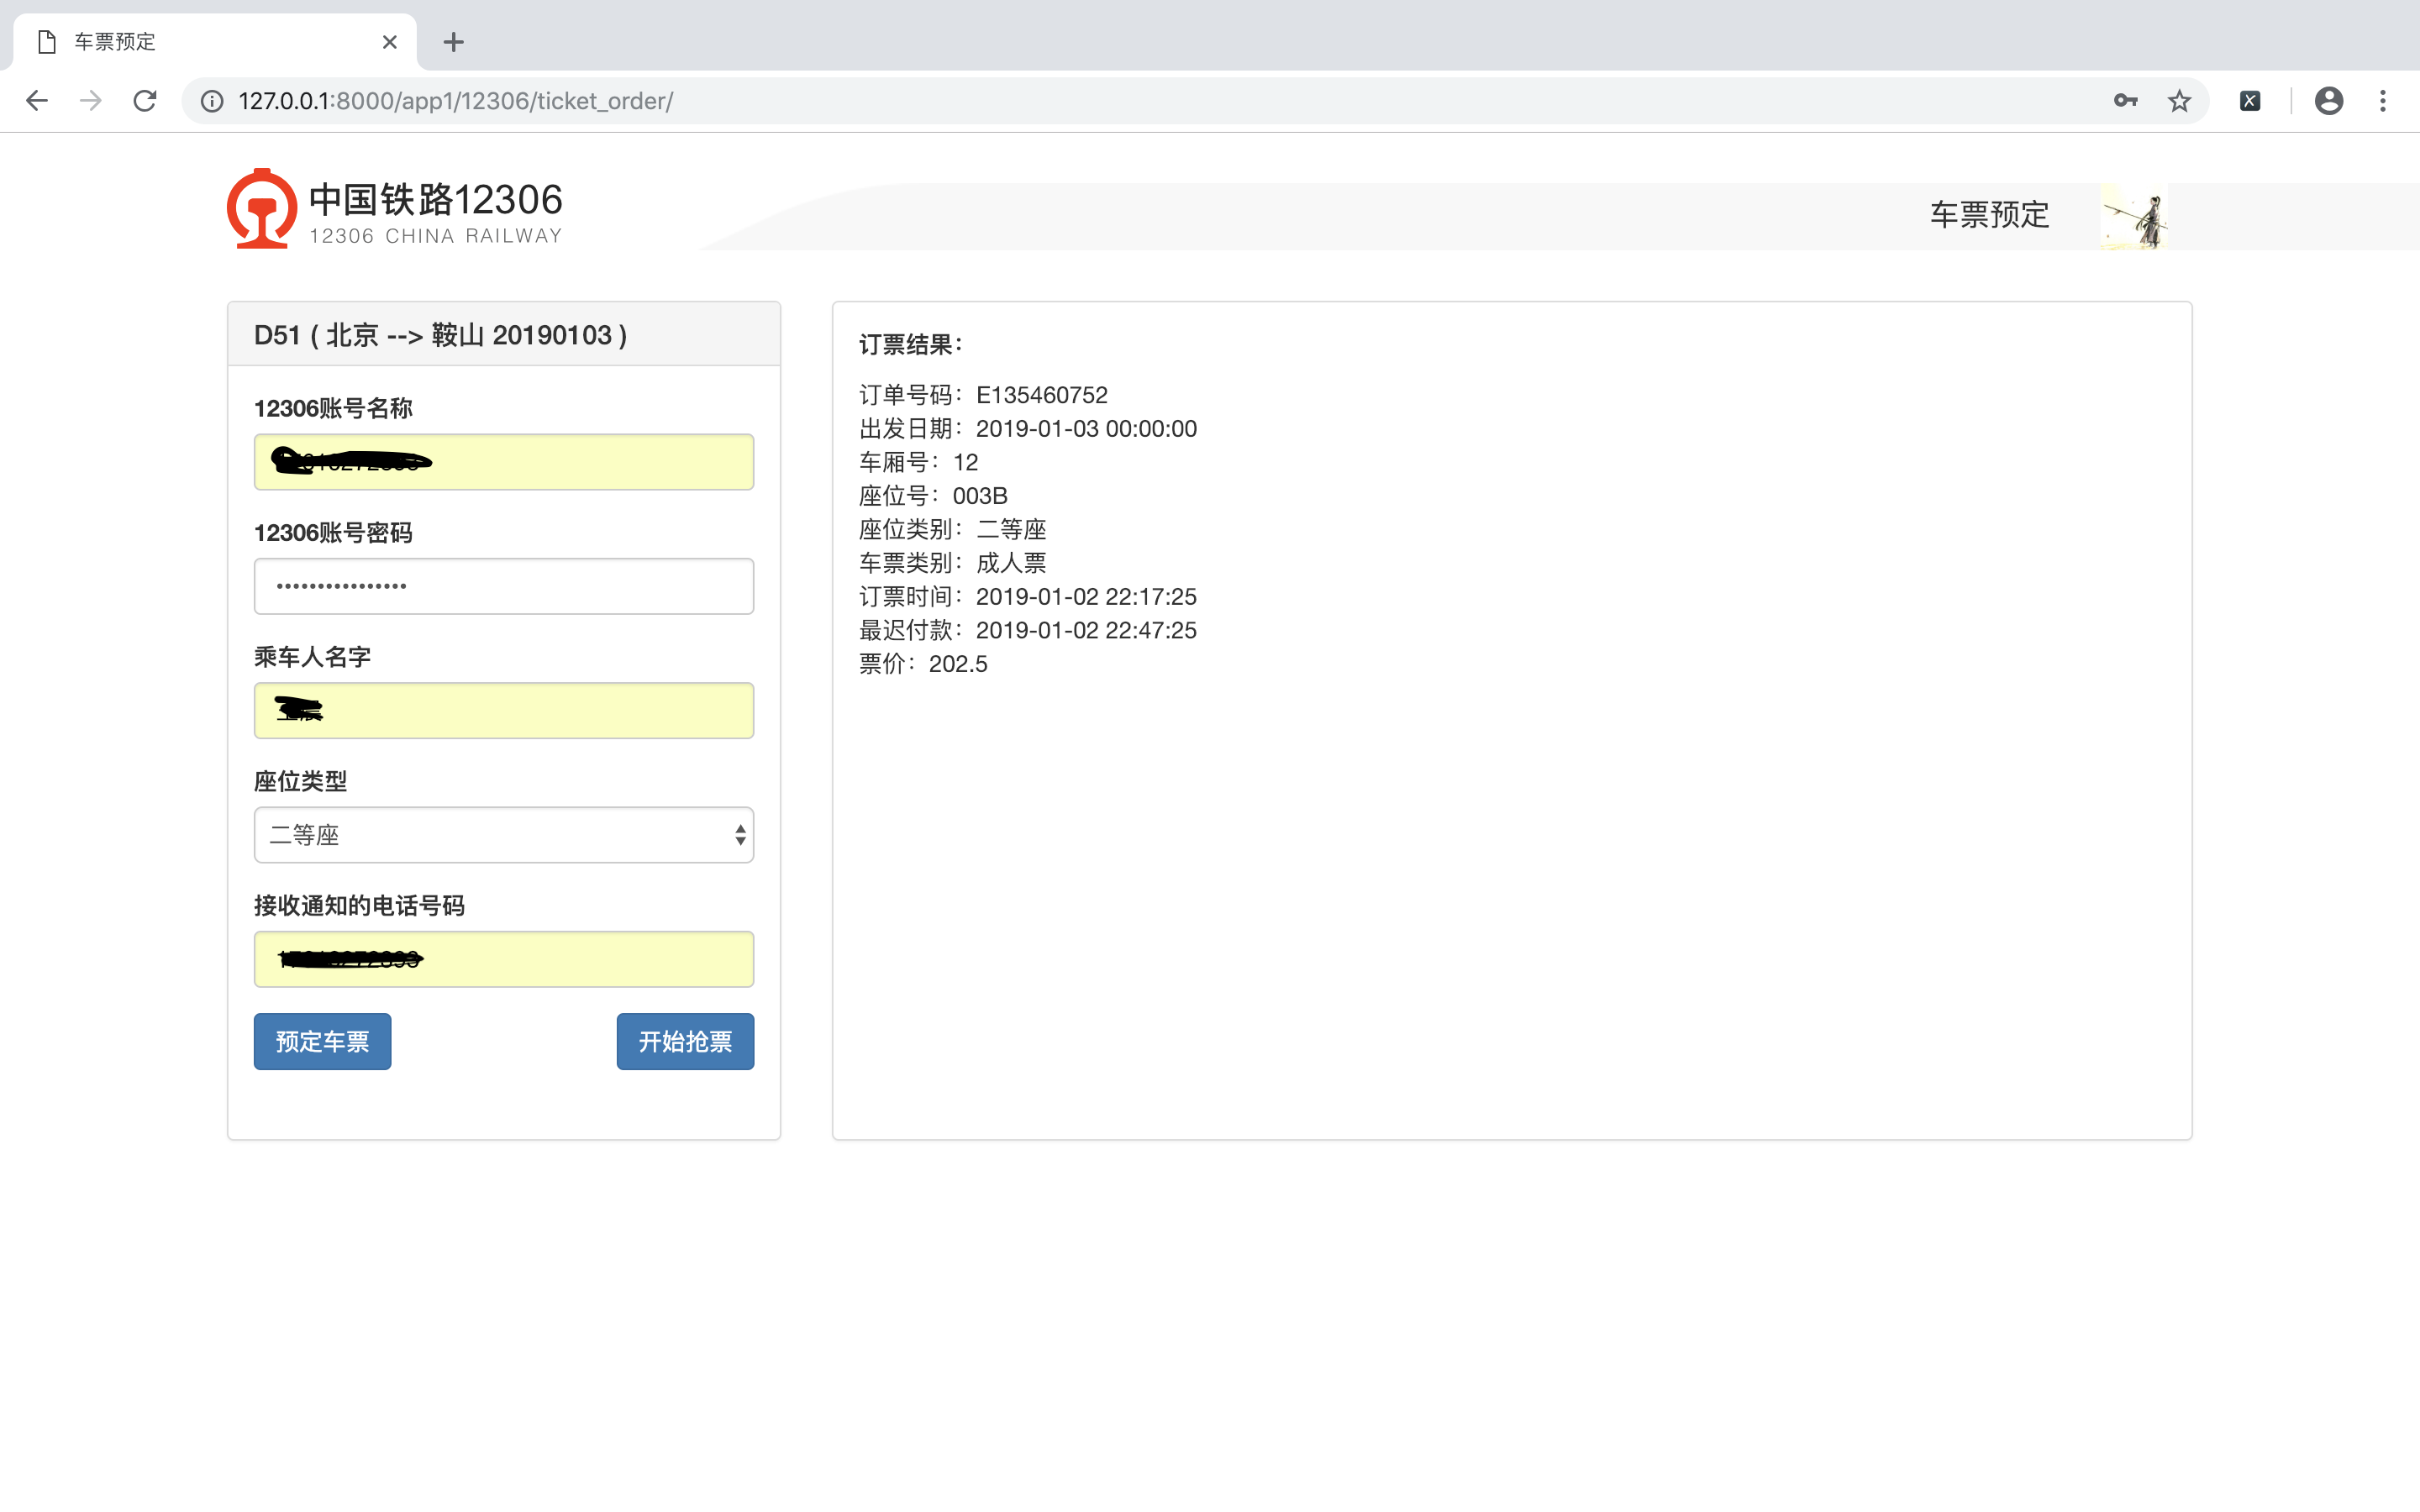 车票预定
127.0.0.1:8000/app1/12306/ticket_order/
中国铁路12306
12306 CHINA RAILWAY
车票预定
D51 ( 北京 --> 鞍山 20190103 )
12306账号名称
12306账号密码
••••••••••••••••
乘车人名字
座位类型
二等座
接收通知的电话号码
预定车票
开始抢票
订票结果：
订单号码：E135460752
出发日期：2019-01-03 00:00:00
车厢号：12
座位号：003B
座位类别：二等座
车票类别：成人票
订票时间：2019-01-02 22:17:25
最迟付款：2019-01-02 22:47:25
票价：202.5